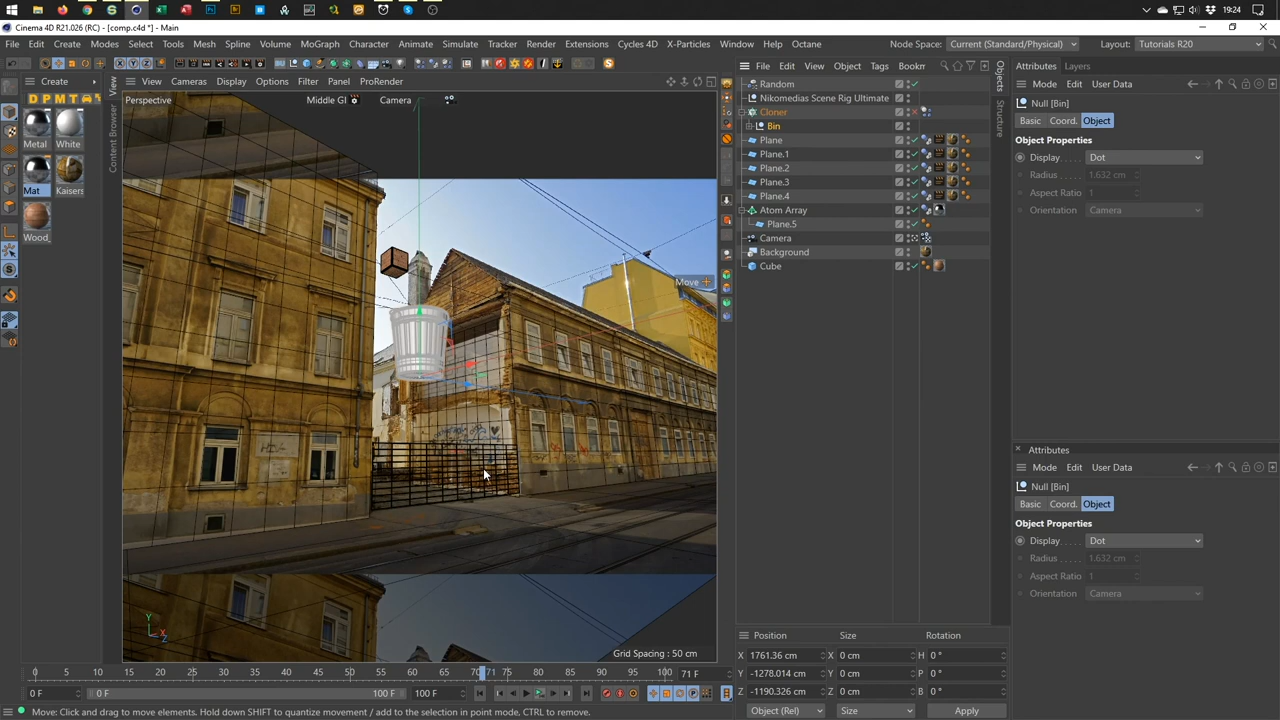 19:24
Cinema 4D R21.026 (RC) - [comp.c4d *] - Main
File Edit Create Modes Select Tools Mesh Spline Volume MoGraph Character Animate Simulate Tracker Render Extensions Cycles 4D X-Particles Window Help Octane Node Space: Current (Standard/Physical) Layout: Tutorials R20
Create
View Cameras Display Options Filter Panel ProRender
File Edit View Object Tags Bookm
Attributes Layers
Mode Edit User Data
D P M T
Perspective Middle GI Camera
Metal White
Mat Kaisers
Wood_
View
Content Browser
Move
Grid Spacing : 50 cm
Y
X
Z
Random
Nikomedias Scene Rig Ultimate
Cloner
Bin
Plane
Plane.1
Plane.2
Plane.3
Plane.4
Atom Array
Plane.5
Camera
Background
Cube
Objects
Structure
Null [Bin]
Basic Coord. Object
Object Properties
Display. Dot
Radius 1.632 cm
Aspect Ratio 1
Orientation Camera
Attributes
Mode Edit User Data
Null [Bin]
Basic Coord. Object
Object Properties
Display. Dot
Radius 1.632 cm
Aspect Ratio 1
Orientation Camera
Position Size Rotation
X 1761.36 cm X 0 cm H 0 °
Y -1278.014 cm Y 0 cm P 0 °
Z -1190.326 cm Z 0 cm B 0 °
Object (Rel) Size Apply
0 5 10 15 20 25 30 35 40 45 50 55 60 65 70 71 75 80 85 90 95 100 71 F
0 F 0 F 100 F 100 F
Move: Click and drag to move elements. Hold down SHIFT to quantize movement / add to the selection in point mode, CTRL to remove.